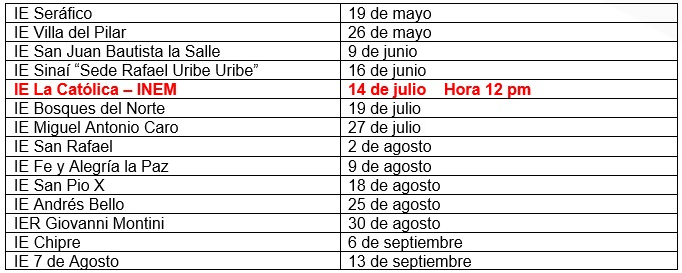 IE Seráfico 19 de mayo
IE Villa del Pilar 26 de mayo
IE San Juan Bautista la Salle 9 de junio
IE Sinaí “Sede Rafael Uribe Uribe” 16 de junio
IE La Católica – INEM 14 de julio Hora 12 pm
IE Bosques del Norte 19 de julio
IE Miguel Antonio Caro 27 de julio
IE San Rafael 2 de agosto
IE Fe y Alegría la Paz 9 de agosto
IE San Pio X 18 de agosto
IE Andrés Bello 25 de agosto
IER Giovanni Montini 30 de agosto
IE Chipre 6 de septiembre
IE 7 de Agosto 13 de septiembre